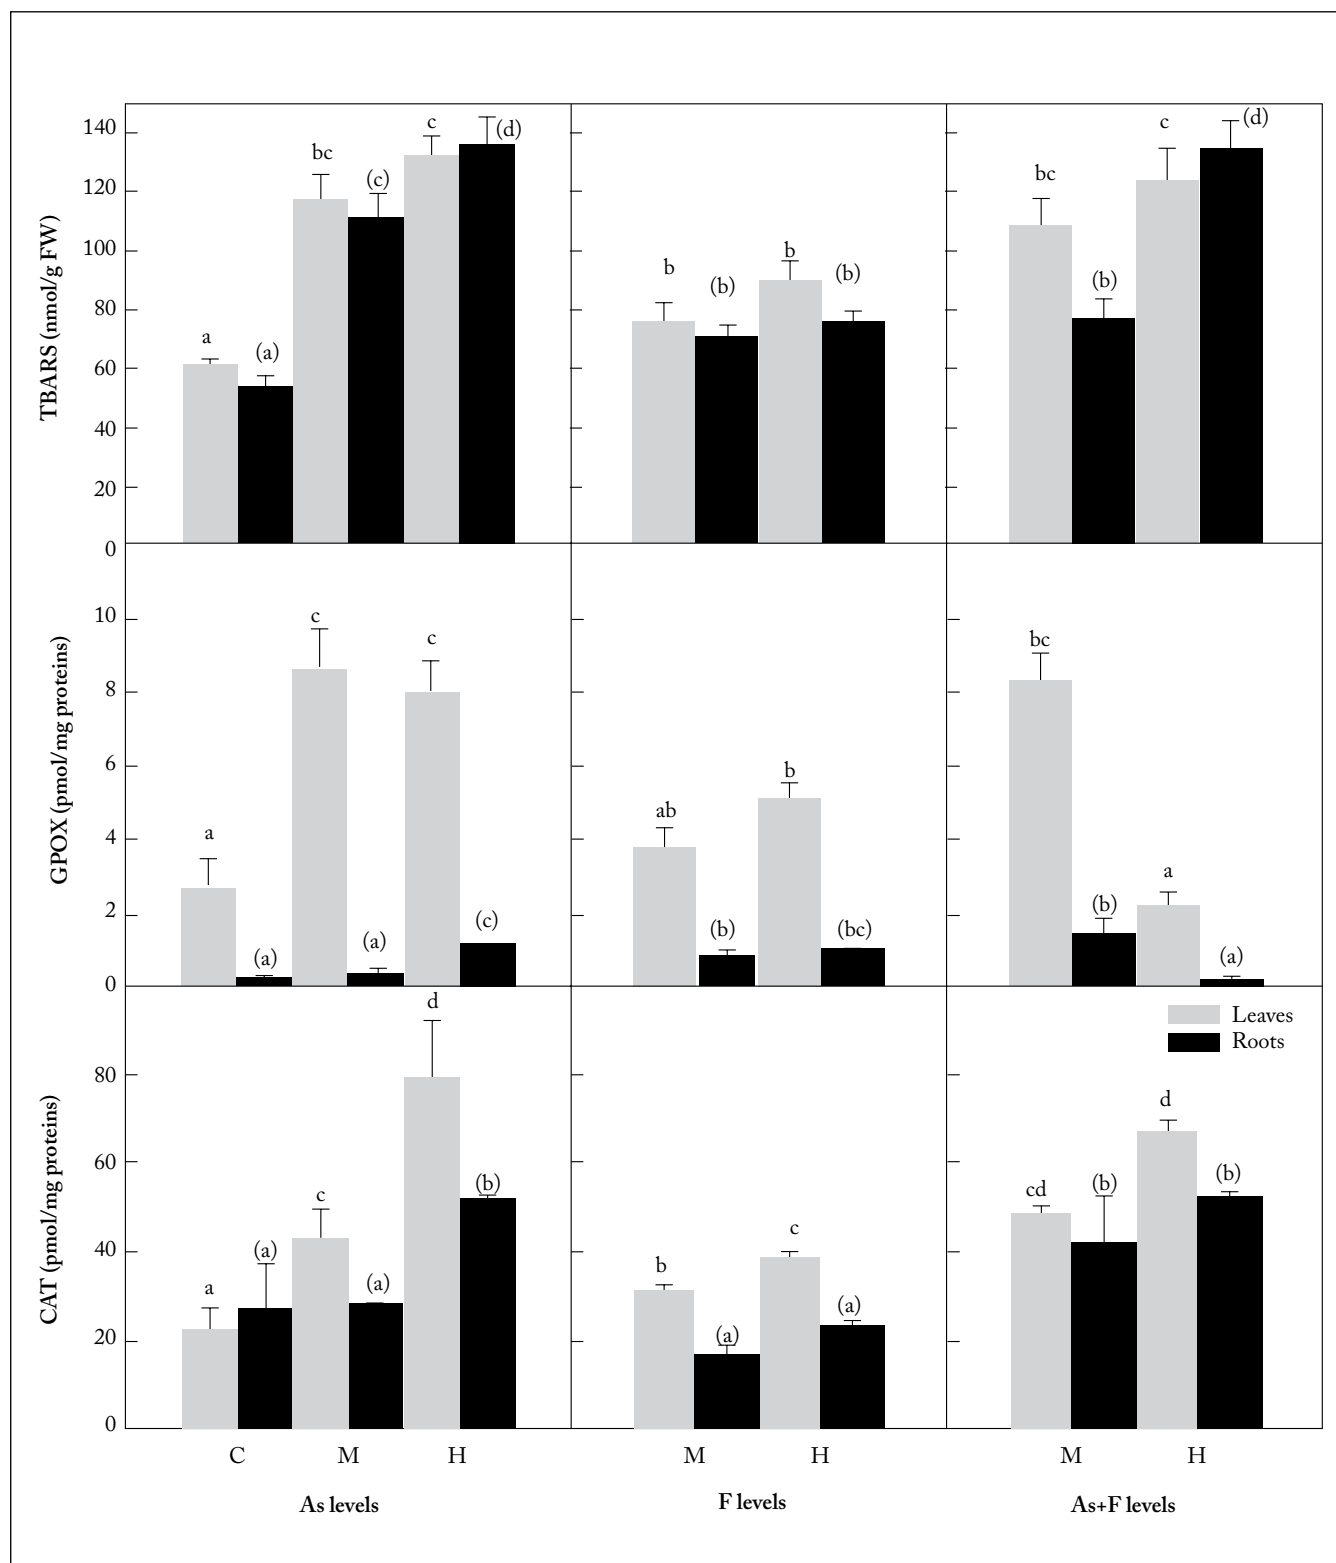 TBARS (nmol/g FW)
140
120
100
80
60
40
20
0
a
(a)
bc
(c)
c
(d)
b
(b)
b
(b)
bc
(b)
c
(d)
GPOX (pmol/mg proteins)
10
8
6
4
2
0
a
(a)
c
(a)
c
(c)
ab
(b)
b
(bc)
bc
(b)
a
(a)
CAT (pmol/mg proteins)
80
60
40
20
0
a
(a)
c
(a)
d
(b)
b
(a)
c
(a)
cd
(b)
d
(b)
Leaves
Roots
C M H
M H
M H
As levels
F levels
As+F levels